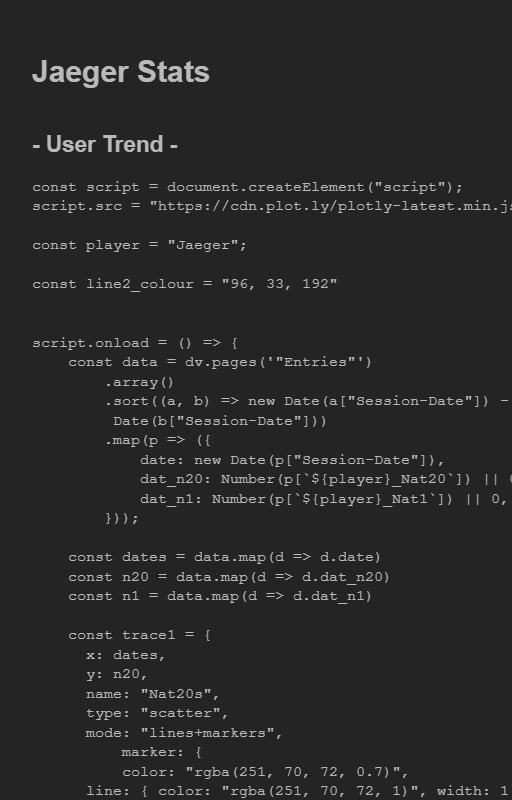 Jaeger Stats
- User Trend -
const script = document.createElement("script");
script.src = "https://cdn.plot.ly/plotly-latest.min.js
const player = "Jaeger";
const line2_colour = "96, 33, 192"
script.onload = () => {
const data = dv.pages('"Entries"')
.array()
.sort((a, b) => new Date(a["Session-Date"]) -
Date(b["Session-Date"]))
.map(p => ({
date: new Date(p["Session-Date"]),
dat_n20: Number(p[`${player}_Nat20`]) || 0
dat_n1: Number(p[`${player}_Nat1`]) || 0,
}));
const dates = data.map(d => d.date)
const n20 = data.map(d => d.dat_n20)
const n1 = data.map(d => d.dat_n1)
const trace1 = {
x: dates,
y: n20,
name: "Nat20s",
type: "scatter",
mode: "lines+markers",
marker: {
color: "rgba(251, 70, 72, 0.7)",
line: { color: "rgba(251, 70, 72, 1)", width: 1